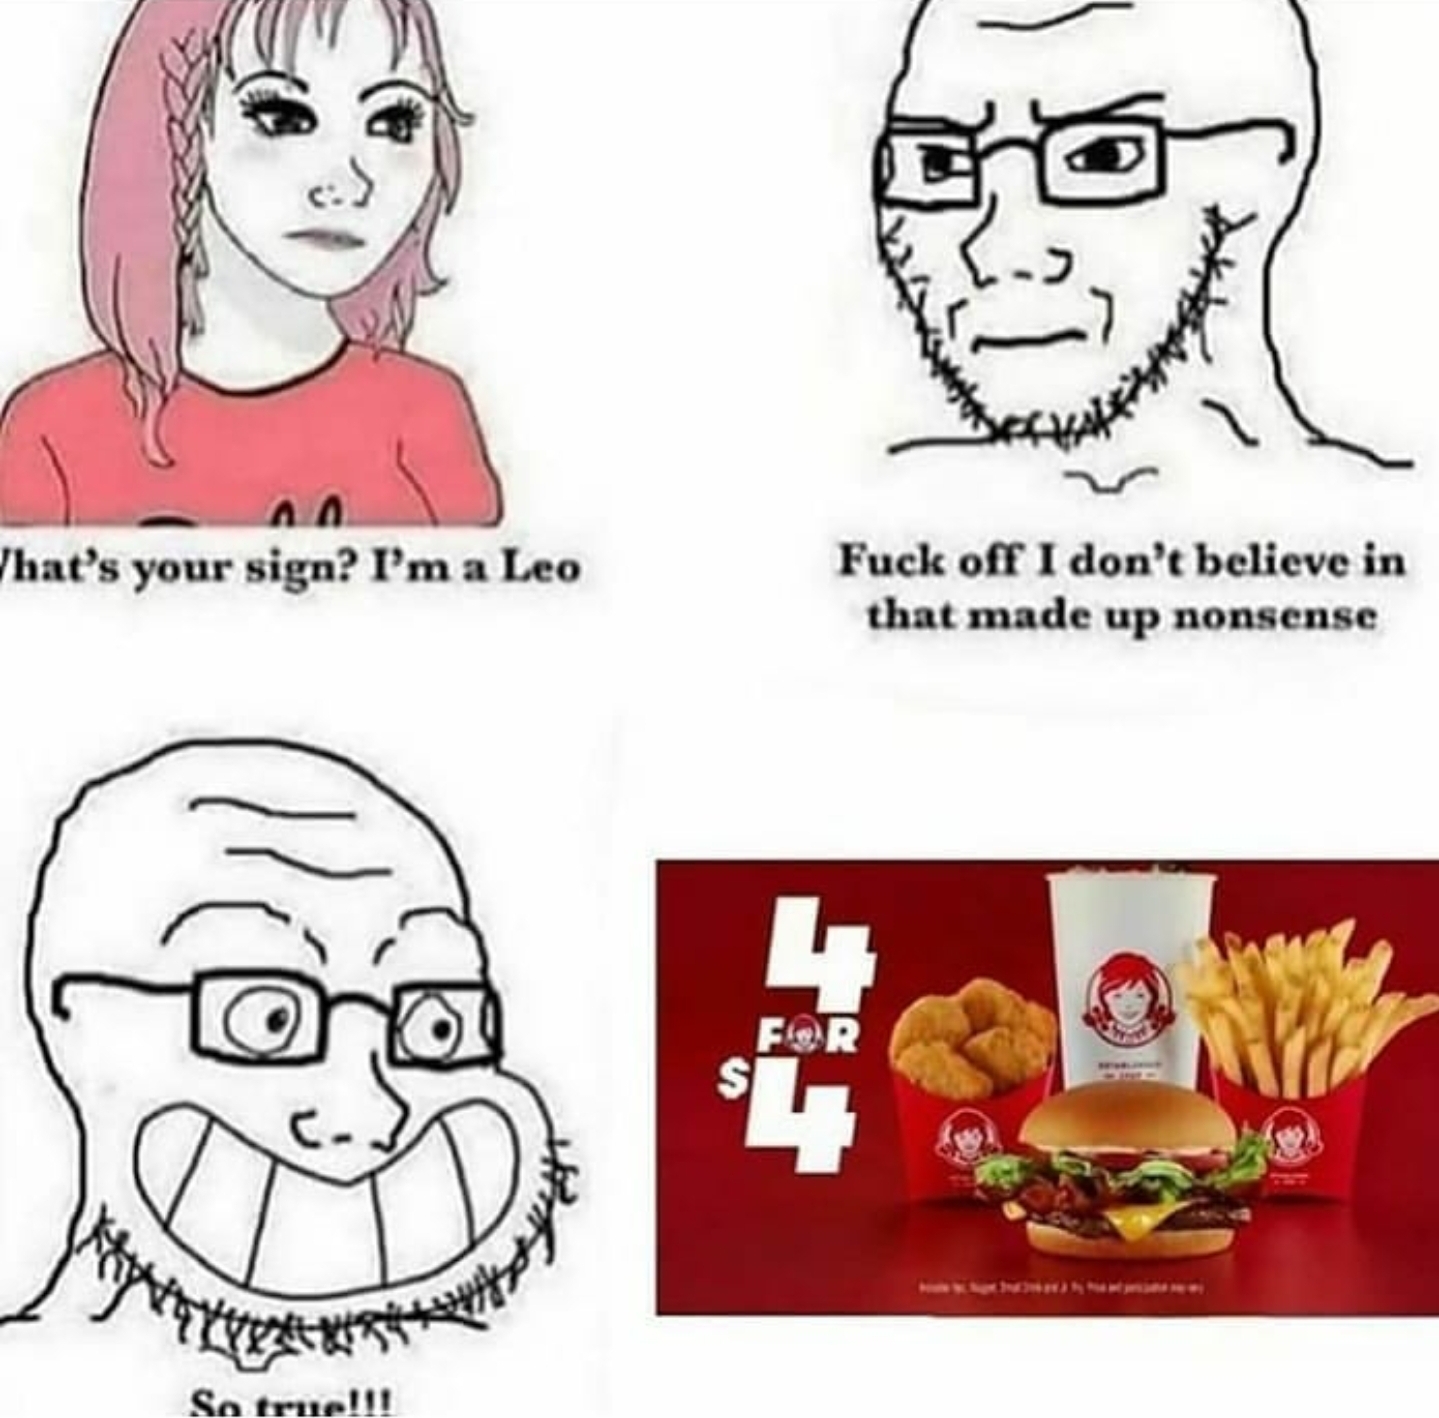 hat's your sign? I'm a Leo
Fuck off I don't believe in
that made up nonsense
So true!!!
4
FOR
$4